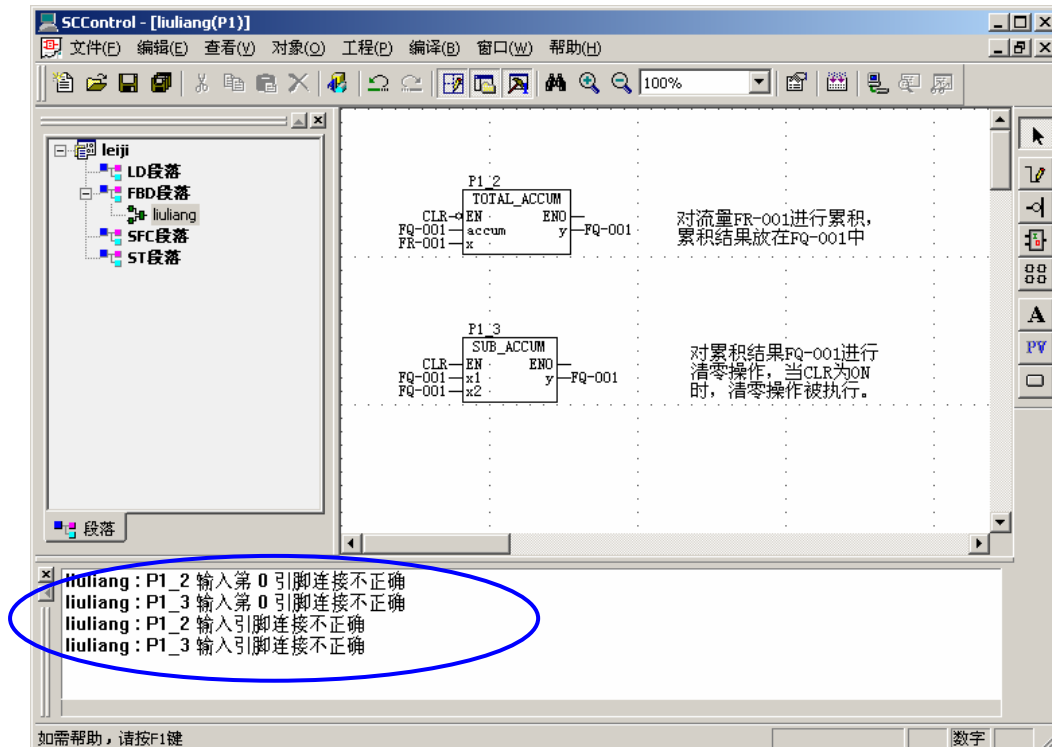 SCControl - [liuliang(P1)]
文件(F) 编辑(E) 查看(V) 对象(O) 工程(P) 编译(B) 窗口(W) 帮助(H)
100%
leiji
LD段落
FBD段落
liuliang
SFC段落
ST段落
段落
P1_2
TOTAL_ACCUM
CLR EN ENO
FQ-001 accum y FQ-001
FR-001 x
对流量FR-001进行累积，
累积结果放在FQ-001中
P1_3
SUB_ACCUM
CLR EN ENO
FQ-001 x1 y FQ-001
FQ-001 x2
对累积结果FQ-001进行
清零操作，当CLR为ON
时，清零操作被执行。
A
PV
liuliang : P1_2 输入第 0 引脚连接不正确
liuliang : P1_3 输入第 0 引脚连接不正确
liuliang : P1_2 输入引脚连接不正确
liuliang : P1_3 输入引脚连接不正确
如需帮助，请按F1键
数字